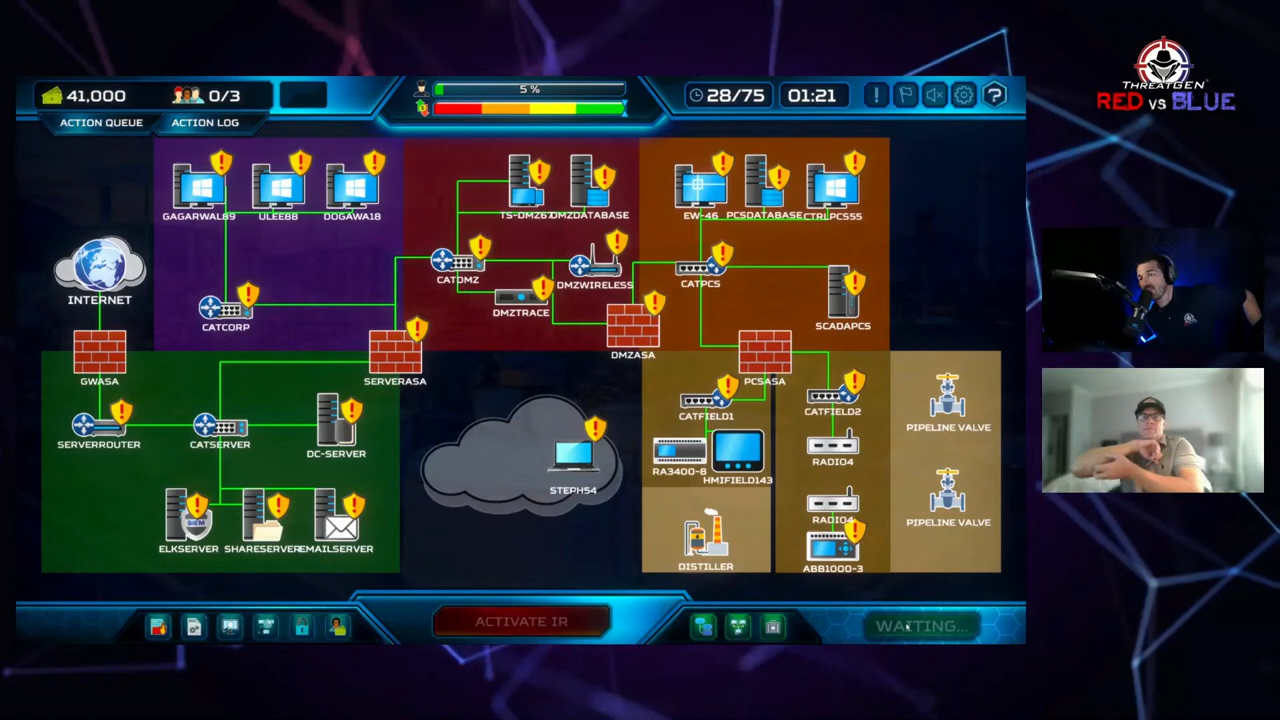 41,000
0/3
5 %
28/75
01:21
!
?
ACTION QUEUE
ACTION LOG
THREATGEN
RED vs BLUE
GAGARWAL89
ULEE88
DOGAWA18
TS-DMZ67
DMZDATABASE
EW-46
PCSDATABASE
CTRLPCS55
INTERNET
CATDMZ
DMZWIRELESS
CATPCS
CATCORP
DMZTRACE
SCADAPCS
DMZASA
GWASA
SERVERASA
PCSASA
SERVERROUTER
CATSERVER
DC-SERVER
CATFIELD1
CATFIELD2
PIPELINE VALVE
RADIO4
RA3400-8
HMIFIELD143
STEPH54
SIEM
RADIO4
PIPELINE VALVE
ELKSERVER
SHARESERVER
EMAILSERVER
DISTILLER
ABB1000-3
ACTIVATE IR
WAITING...